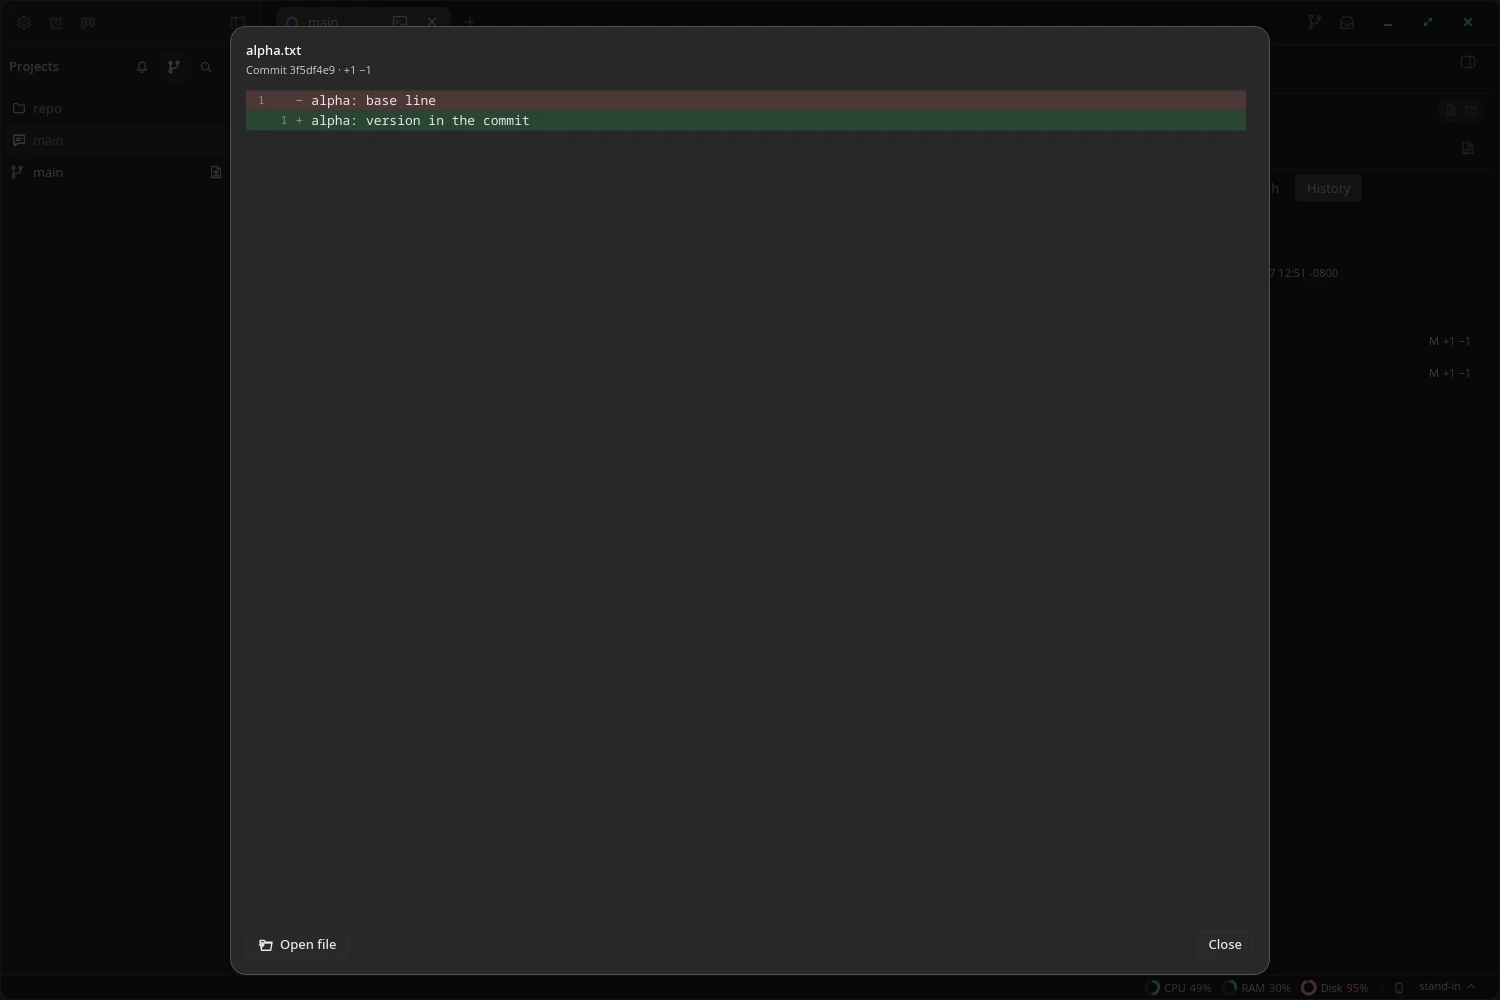 main
Projects
repo
main
main
alpha.txt
Commit 3f5df4e9 · +1 −1
1 − alpha: base line
1 + alpha: version in the commit
h
History
7 12:51 -0800
M +1 −1
M +1 −1
Open file
Close
CPU 49%
RAM 30%
Disk 95%
stand-in